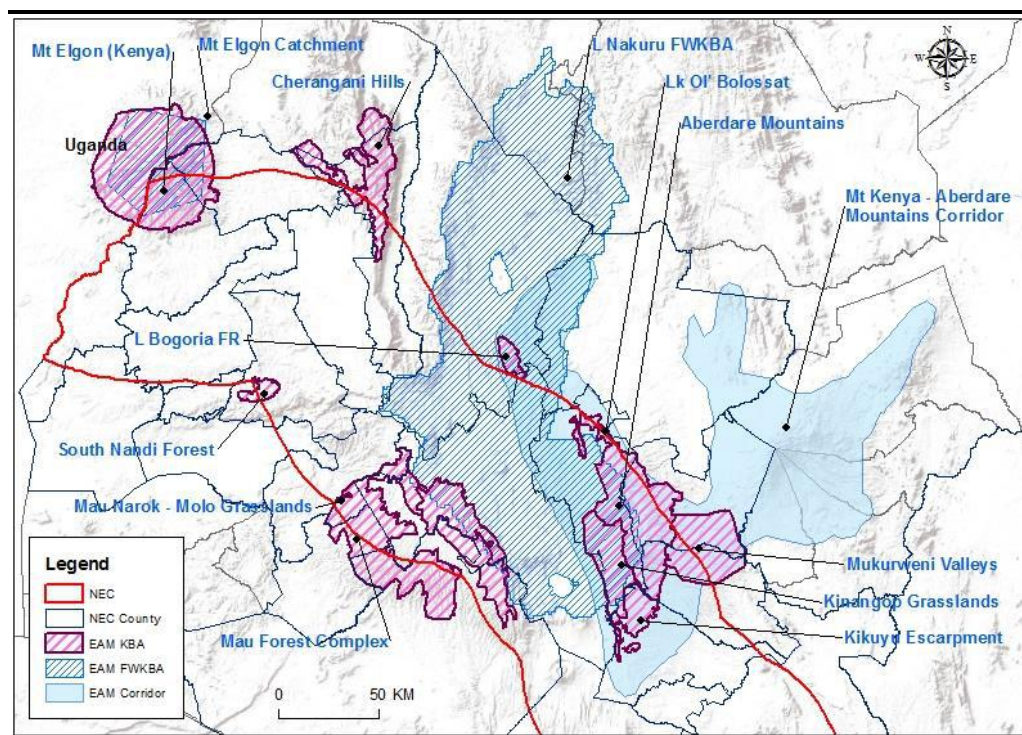 Mt Elgon (Kenya)
Mt Elgon Catchment
Cherangani Hills
L Nakuru FWKBA
Lk Ol' Bolossat
Aberdare Mountains
N
W
E
S
Uganda
Mt Kenya - Aberdare
Mountains Corridor
L Bogoria FR
South Nandi Forest
Mau Narok - Molo Grasslands
Mau Forest Complex
Mukurweni Valleys
Kinangop Grasslands
Kikuyu Escarpment
Legend
NEC
NEC County
EAM KBA
EAM FWKBA
EAM Corridor
0 50 KM